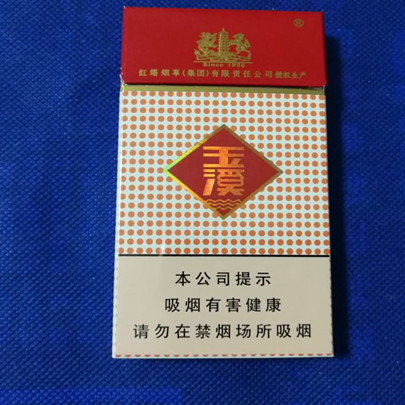 ®
Since 1956
红塔烟草(集团)有限责任公司授权生产
玉溪
本公司提示
吸烟有害健康
请勿在禁烟场所吸烟